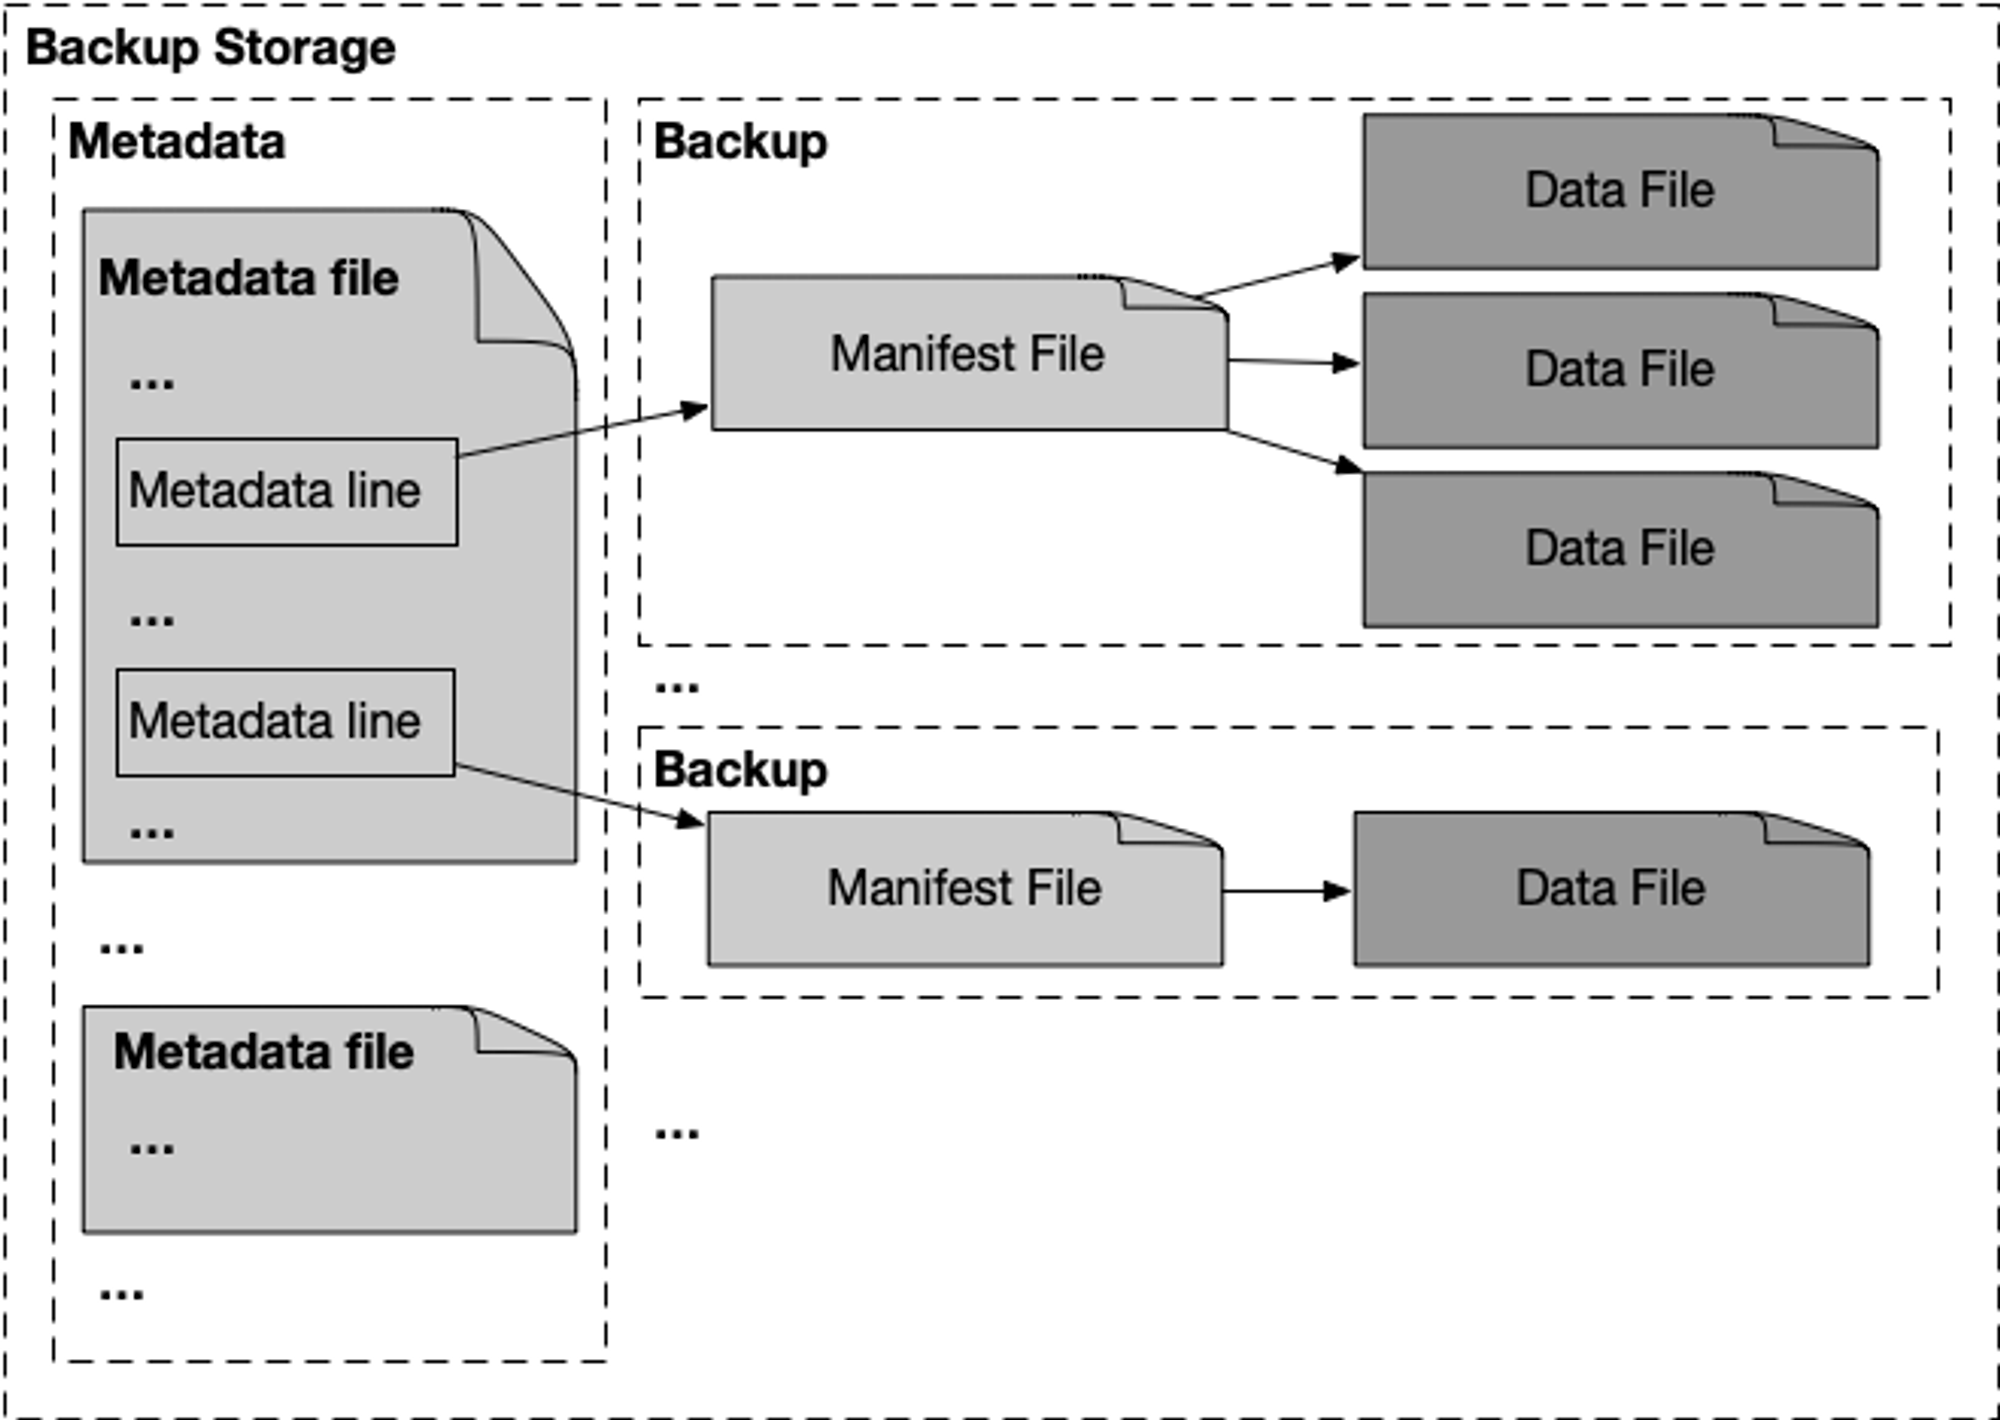 Backup Storage
Metadata
Metadata file
...
Metadata line
...
Metadata line
...
...
Metadata file
...
...
Backup
Manifest File
Data File
Data File
Data File
...
Backup
Manifest File
Data File
...